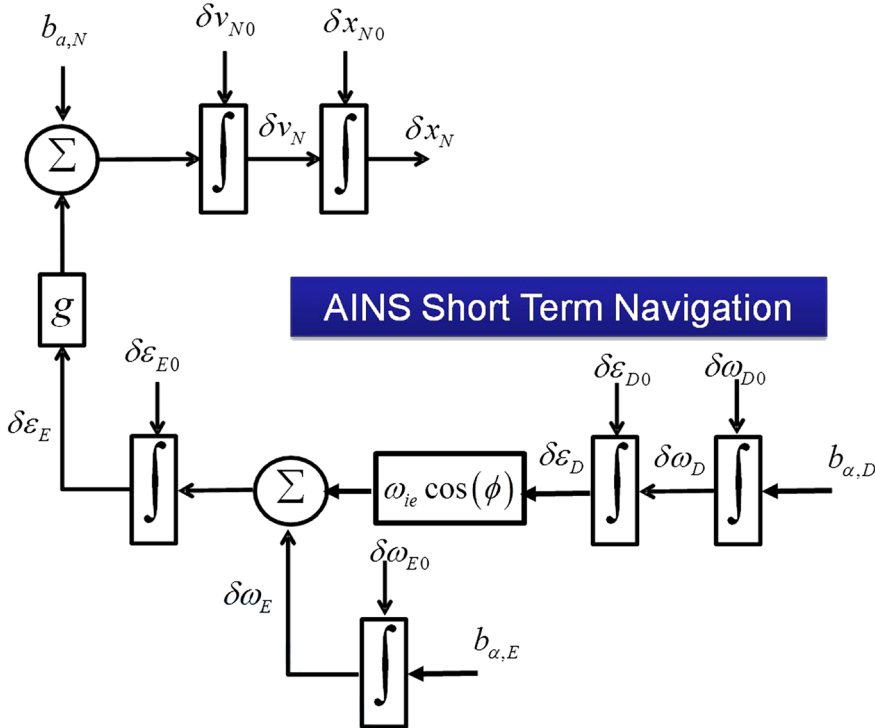 b_{a,N}
δv_{N0}
δx_{N0}
Σ
∫
δv_N
∫
δx_N
g
AINS Short Term Navigation
δε_{E0}
δε_{D0}
δω_{D0}
δε_E
∫
Σ
ω_{ie} cos(ϕ)
δε_D
∫
δω_D
∫
b_{α,D}
δω_{E0}
δω_E
∫
b_{α,E}